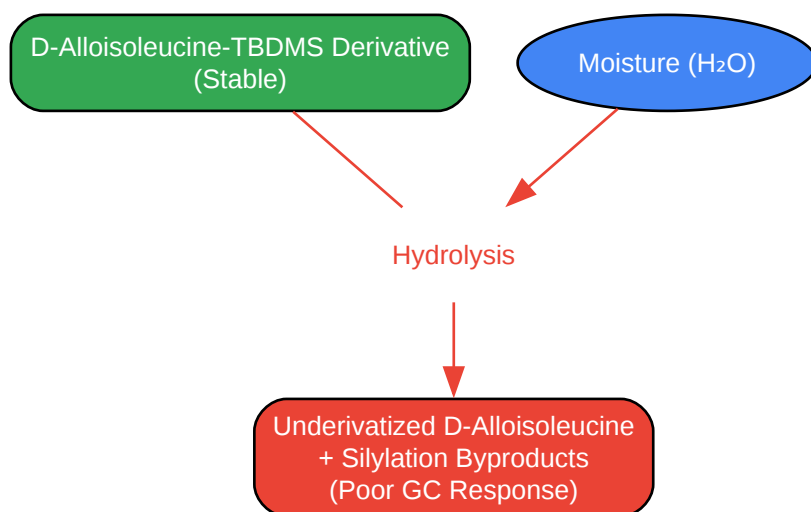 D-Alloisoleucine-TBDMS Derivative
(Stable)
Moisture (H₂O)
Hydrolysis
Underivatized D-Alloisoleucine
+ Silylation Byproducts
(Poor GC Response)